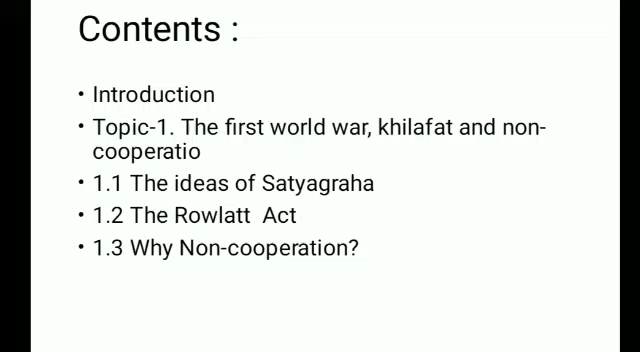 Contents :
• Introduction
• Topic-1. The first world war, khilafat and non-
cooperatio
• 1.1 The ideas of Satyagraha
• 1.2 The Rowlatt  Act
• 1.3 Why Non-cooperation?